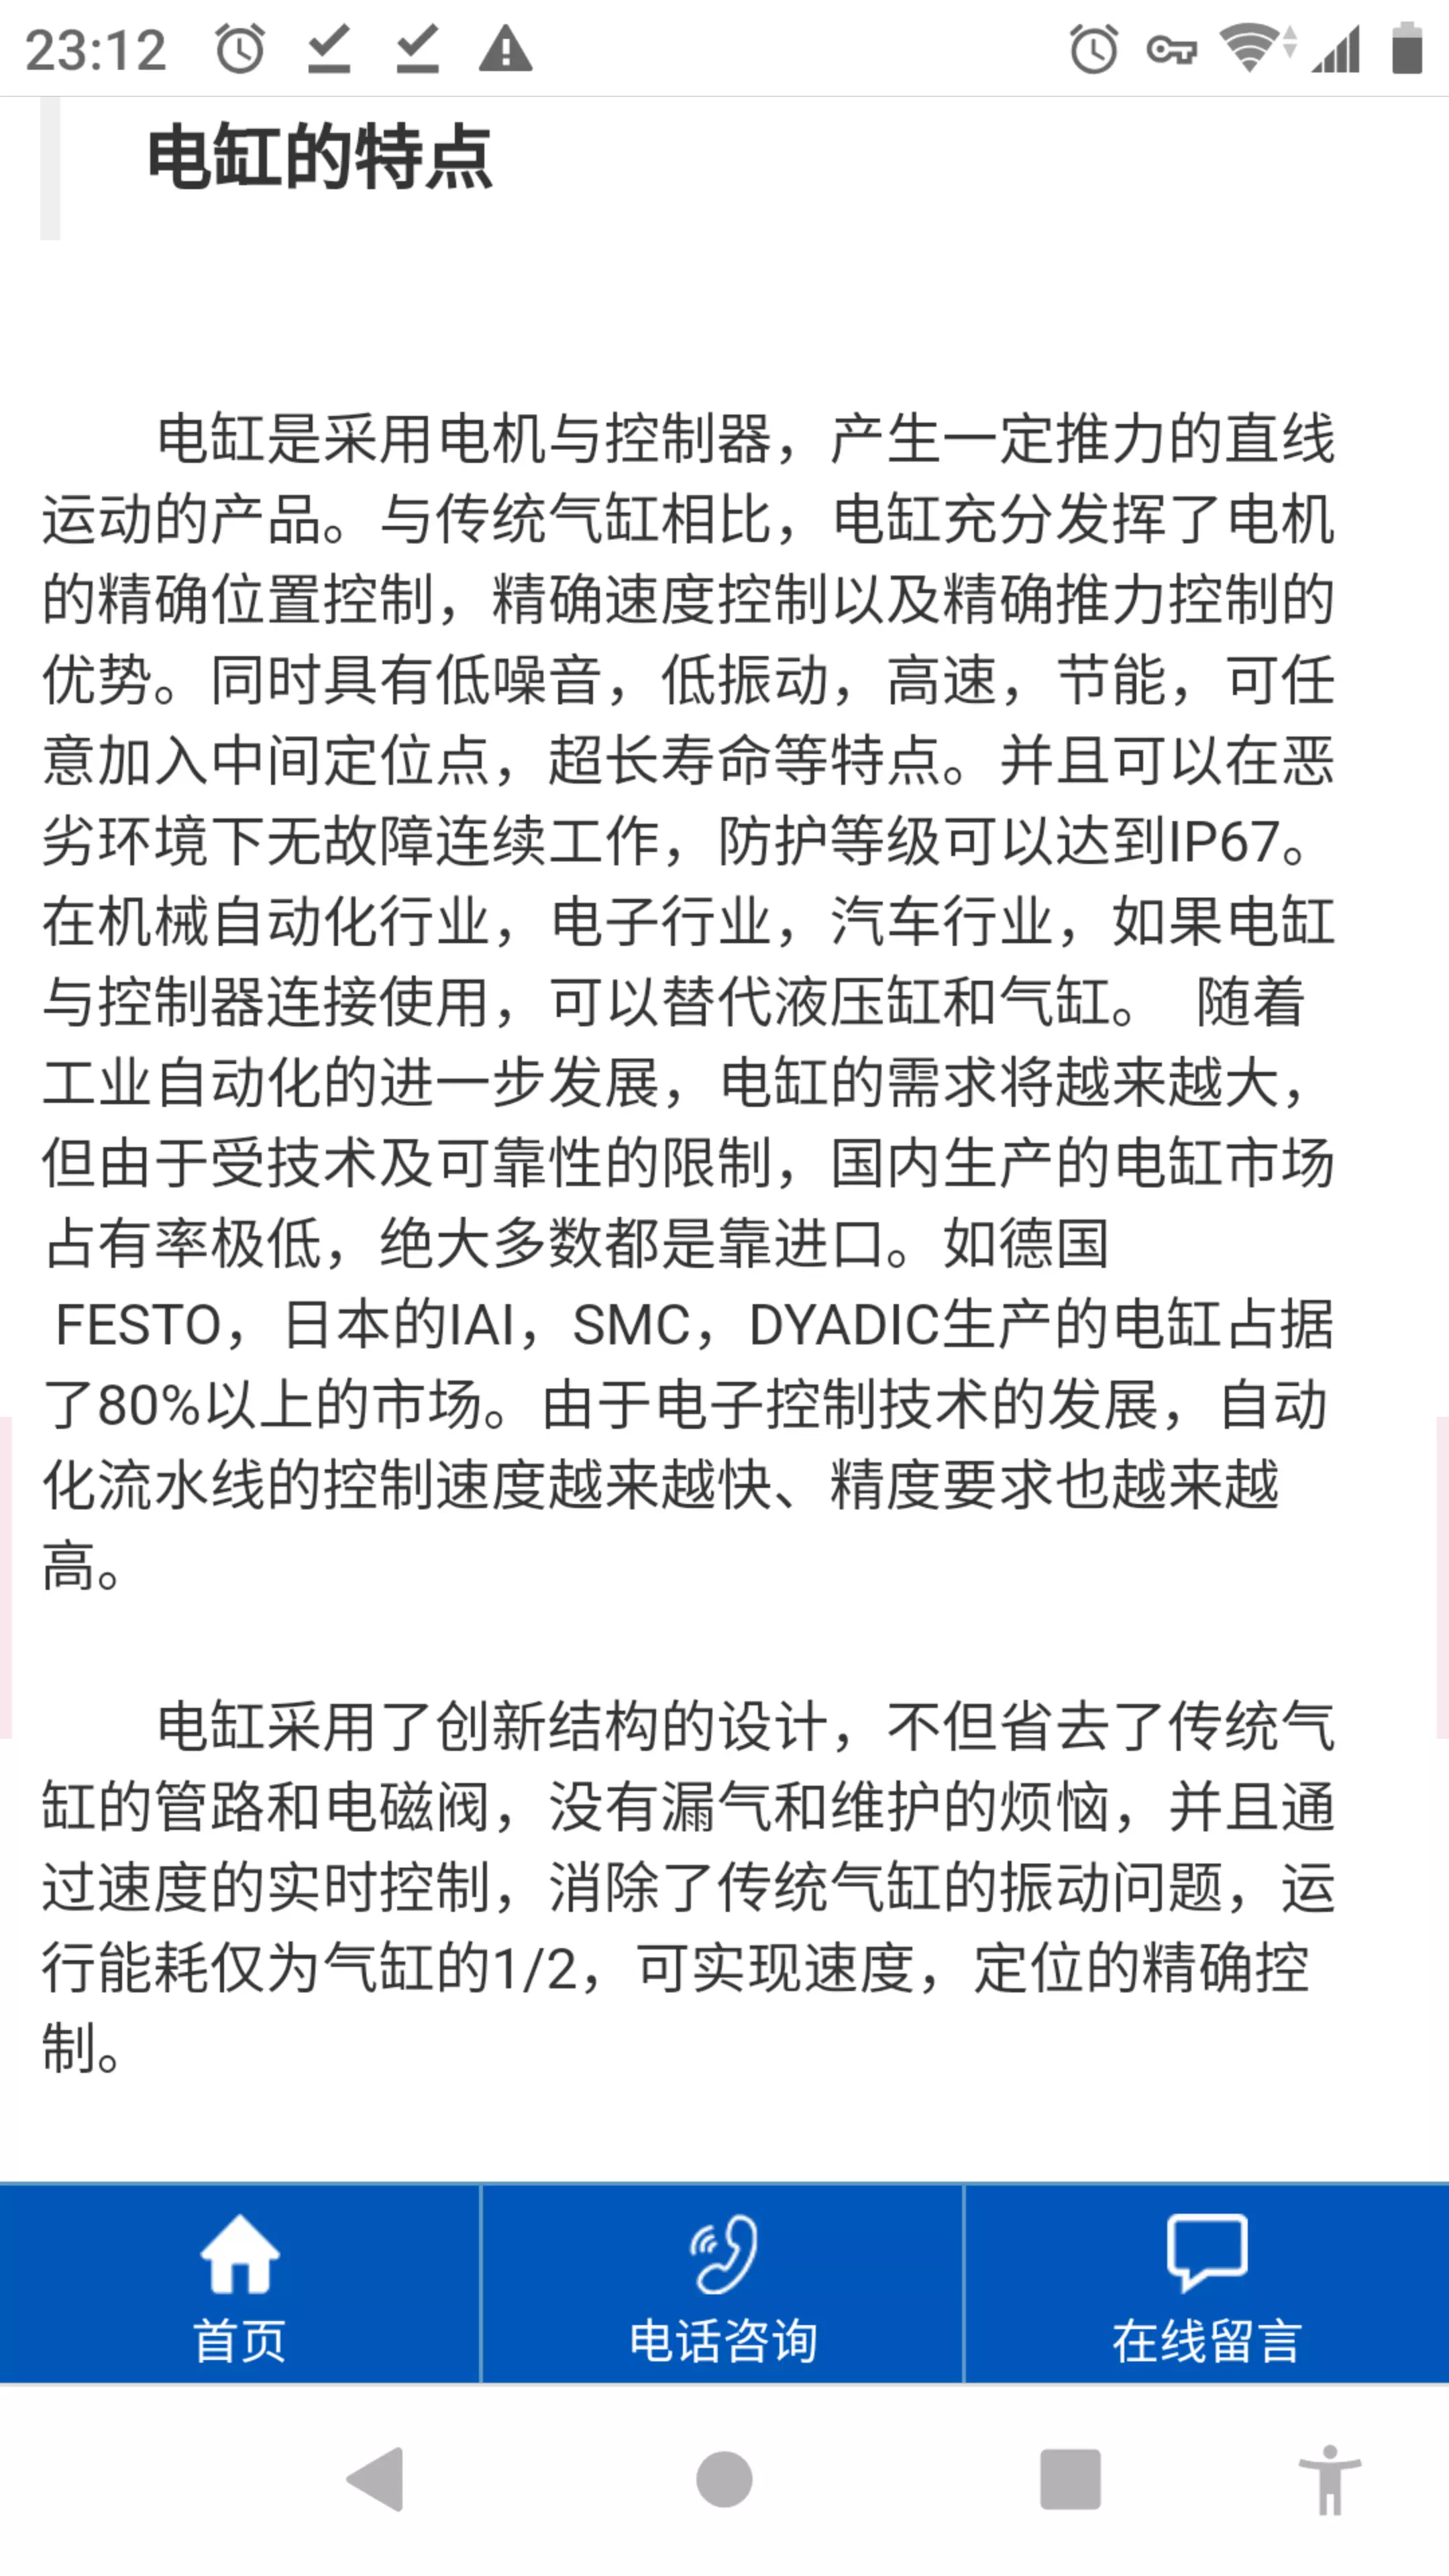 23:12
电缸的特点
电缸是采用电机与控制器，产生一定推力的直线
运动的产品。与传统气缸相比，电缸充分发挥了电机
的精确位置控制，精确速度控制以及精确推力控制的
优势。同时具有低噪音，低振动，高速，节能，可任
意加入中间定位点，超长寿命等特点。并且可以在恶
劣环境下无故障连续工作，防护等级可以达到IP67。
在机械自动化行业，电子行业，汽车行业，如果电缸
与控制器连接使用，可以替代液压缸和气缸。 随着
工业自动化的进一步发展，电缸的需求将越来越大，
但由于受技术及可靠性的限制，国内生产的电缸市场
占有率极低，绝大多数都是靠进口。如德国
FESTO，日本的IAI，SMC，DYADIC生产的电缸占据
了80%以上的市场。由于电子控制技术的发展，自动
化流水线的控制速度越来越快、精度要求也越来越
高。
电缸采用了创新结构的设计，不但省去了传统气
缸的管路和电磁阀，没有漏气和维护的烦恼，并且通
过速度的实时控制，消除了传统气缸的振动问题，运
行能耗仅为气缸的1/2，可实现速度，定位的精确控
制。
首页 电话咨询 在线留言